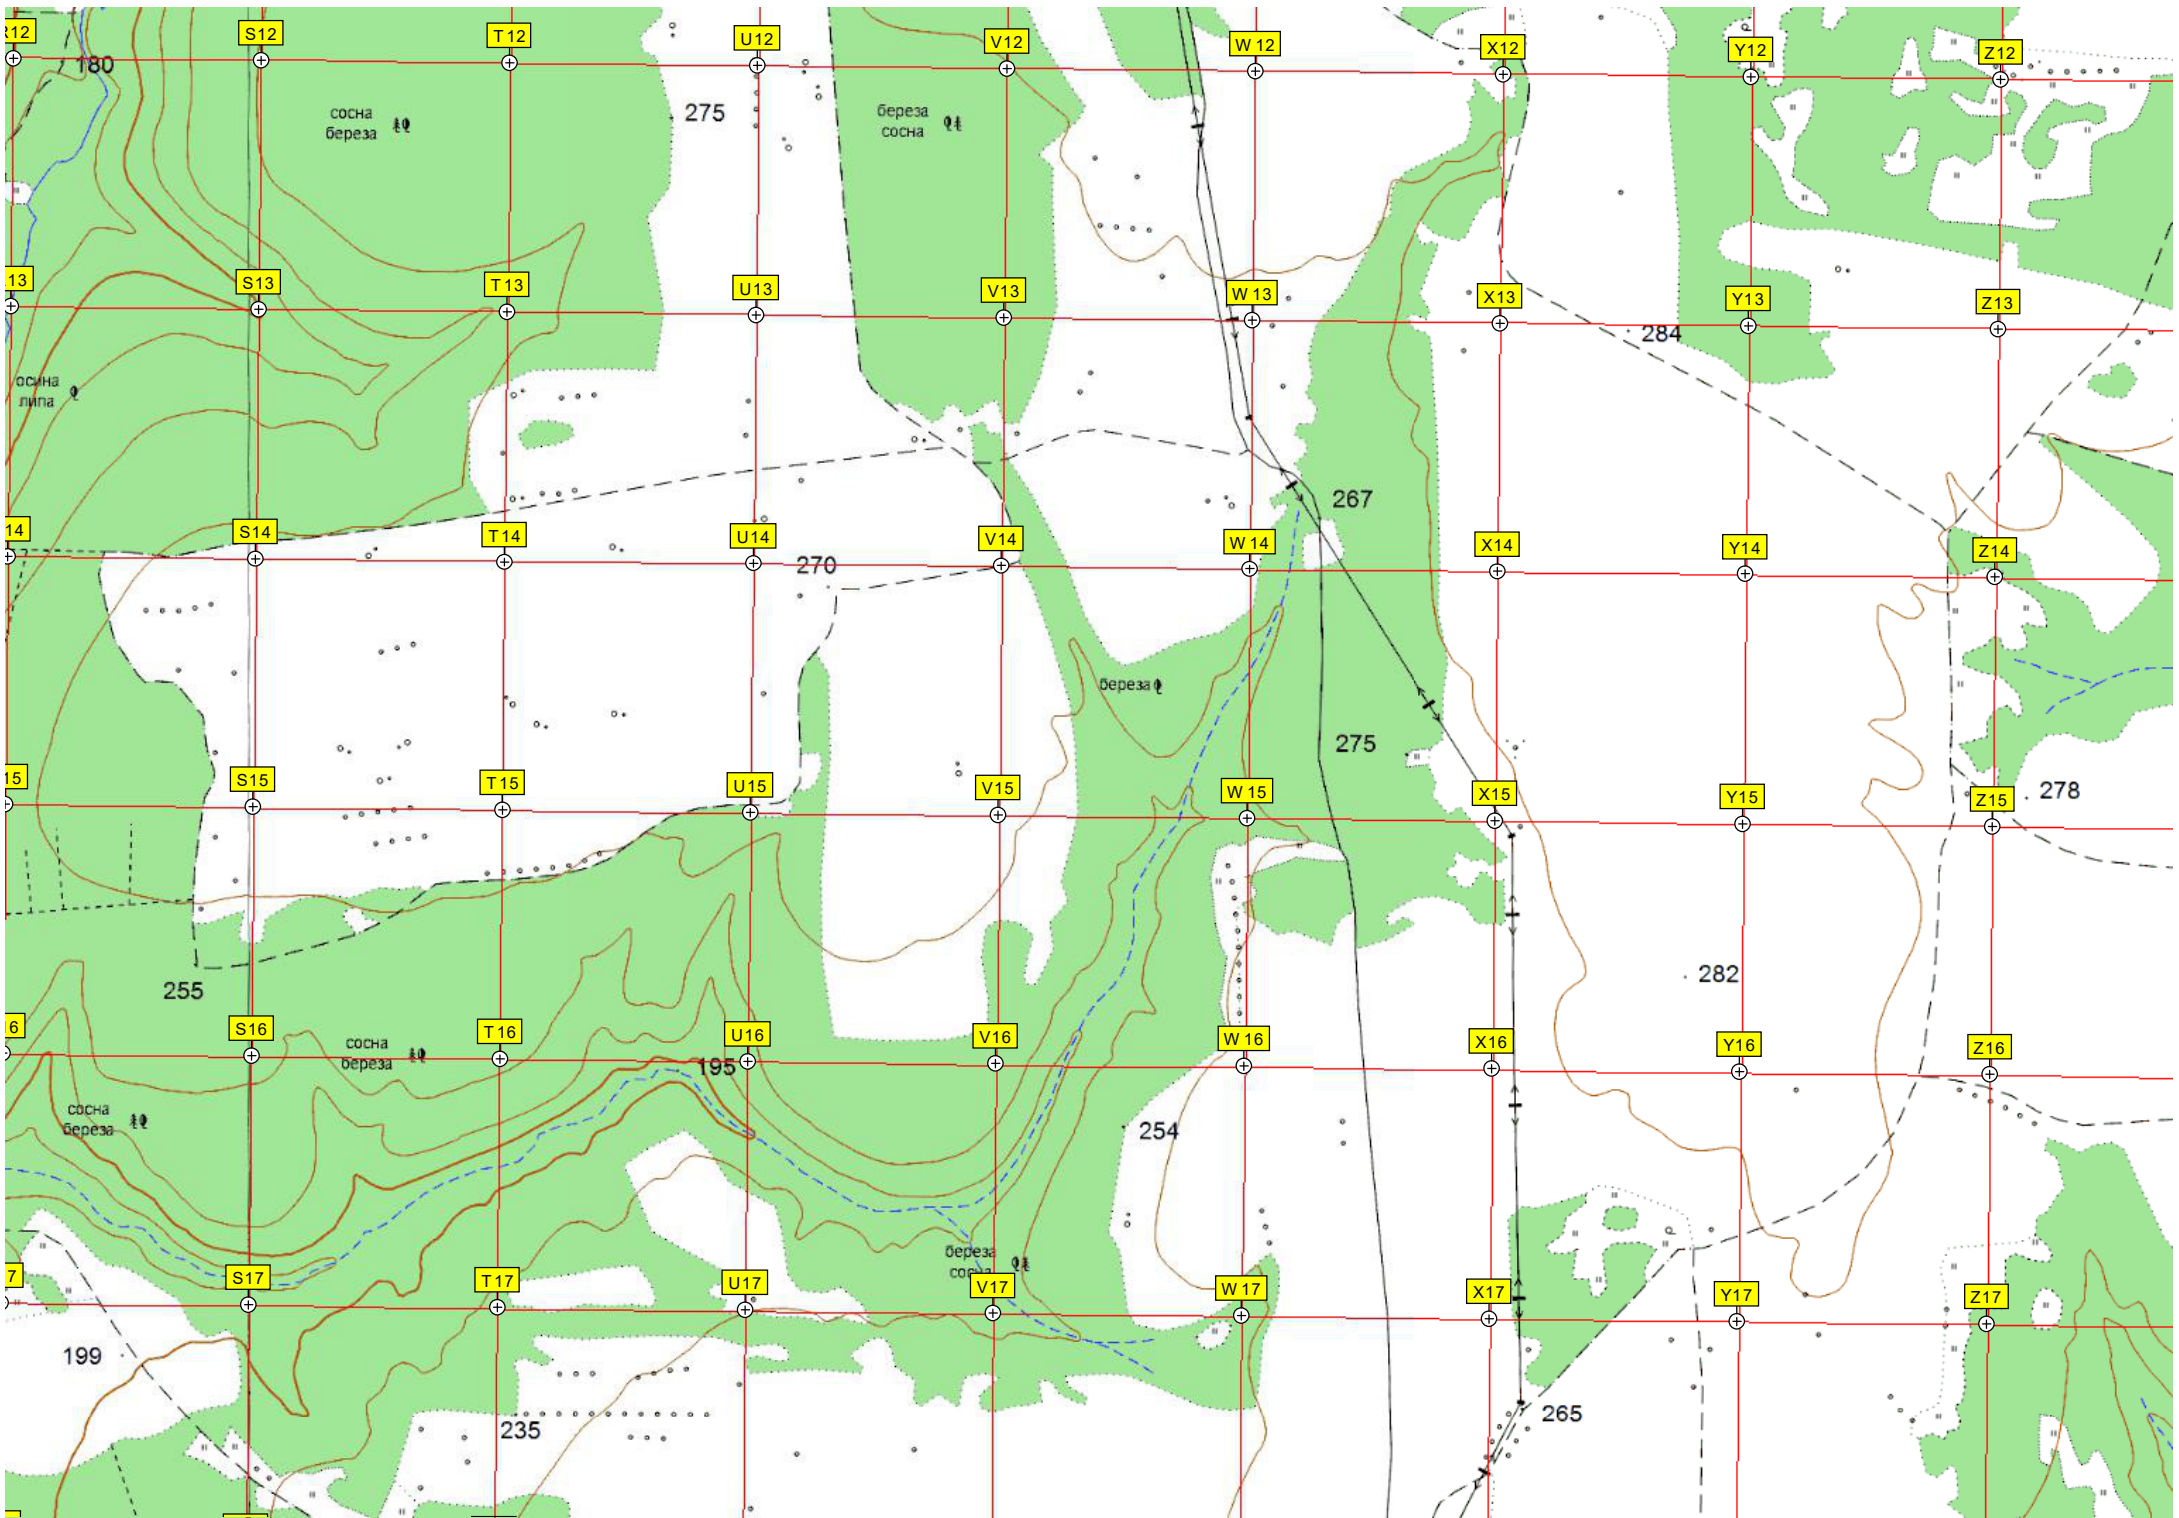 S12
T12
U12
V12
W12
X12
Y12
Z12
180
сосна
береза
275
береза
сосна
13
S13
T13
U13
V13
W13
X13
Y13
Z13
284
осина
липа
267
14
S14
T14
U14
V14
W14
X14
Y14
Z14
270
береза
275
15
S15
T15
U15
V15
W15
X15
Y15
Z15
278
282
255
6
S16
T16
U16
V16
W16
X16
Y16
Z16
сосна
береза
195
сосна
береза
254
береза
сосна
7
S17
T17
U17
V17
W17
X17
Y17
Z17
199
235
265